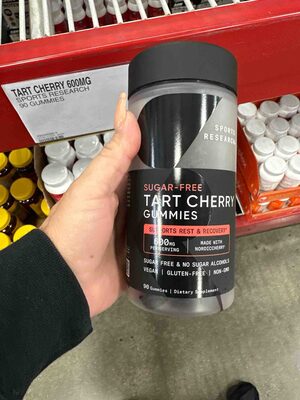 TART CHERRY 600MG
SPORTS RESEARCH
90 GUMMIES
SPORTS
RESEARCH
SUGAR-FREE
TART CHERRY
GUMMIES
SUPPORTS REST & RECOVERY*
600MG
PER SERVING
MADE WITH
NORDICCHERRY®
SUGAR FREE & NO SUGAR ALCOHOLS
VEGAN | GLUTEN-FREE | NON-GMO
90 Gummies | Dietary Supplement